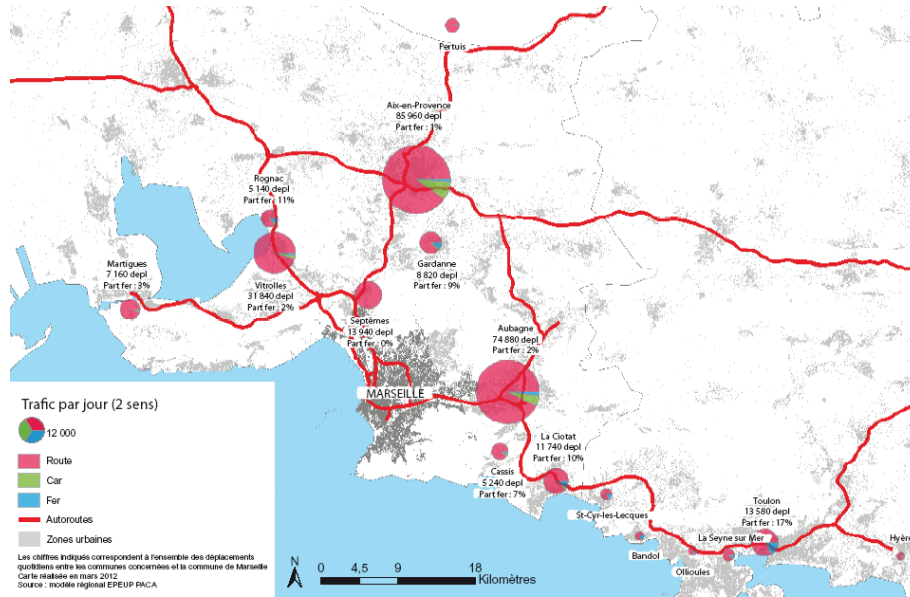 Pertuis
Aix-en-Provence
85 960 depl
Part fer : 1%
Rognac
5 140 depl
Part fer : 11%
Martigues
7 160 depl
Part fer : 3%
Vitrolles
31 840 depl
Part fer : 2%
Gardanne
8 820 depl
Part fer : 9%
Septèmes
13 940 depl
Part fer : 0%
Aubagne
74 880 depl
Part fer : 2%
MARSEILLE
La Ciotat
11 740 depl
Part fer : 10%
Cassis
5 240 depl
Part fer : 7%
St-Cyr-les-Lecques
Toulon
13 580 depl
Part fer : 17%
La Seyne sur Mer
Bandol
Ollioules
Hyère
Trafic par jour (2 sens)
12 000
Route
Car
Fer
Autoroutes
Zones urbaines
Les chiffres indiqués correspondent à l'ensemble des déplacements
quotidiens entre les communes concernées et la commune de Marseille
Carte réalisée en mars 2012
Source : modèle régional EPEUP PACA
N
0 4,5 9 18
Kilomètres